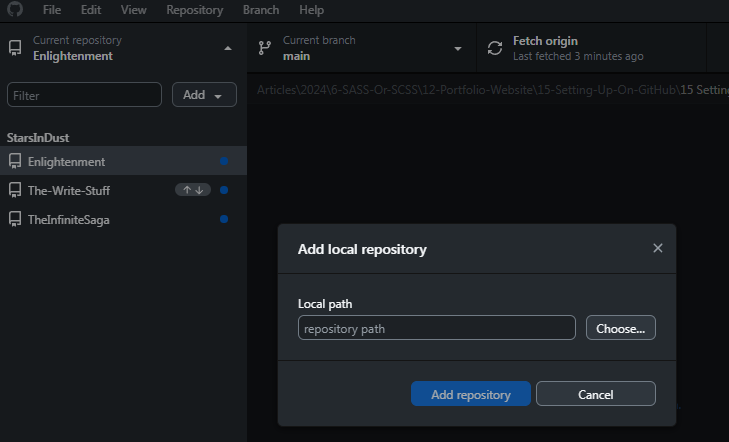 File Edit View Repository Branch Help
Current repository
Enlightenment
Current branch
main
Fetch origin
Last fetched 3 minutes ago
Filter
Add
Articles\2024\6-SASS-Or-SCSS\12-Portfolio-Website\15-Setting-Up-On-GitHub\15 Setting
StarsInDust
Enlightenment
The-Write-Stuff
TheInfiniteSaga
Add local repository
Local path
repository path
Choose...
Add repository
Cancel